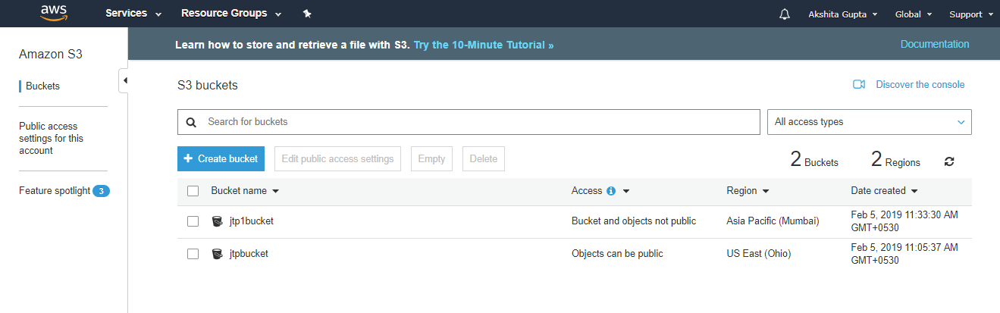 aws Services Resource Groups Akshita Gupta Global Support
Learn how to store and retrieve a file with S3. Try the 10-Minute Tutorial » Documentation
Amazon S3
Buckets
Public access
settings for this
account
Feature spotlight 3
S3 buckets Discover the console
Search for buckets All access types
+ Create bucket Edit public access settings Empty Delete 2 Buckets 2 Regions
Bucket name Access Region Date created
jtp1bucket Bucket and objects not public Asia Pacific (Mumbai) Feb 5, 2019 11:33:30 AM
GMT+0530
jtpbucket Objects can be public US East (Ohio) Feb 5, 2019 11:05:37 AM
GMT+0530